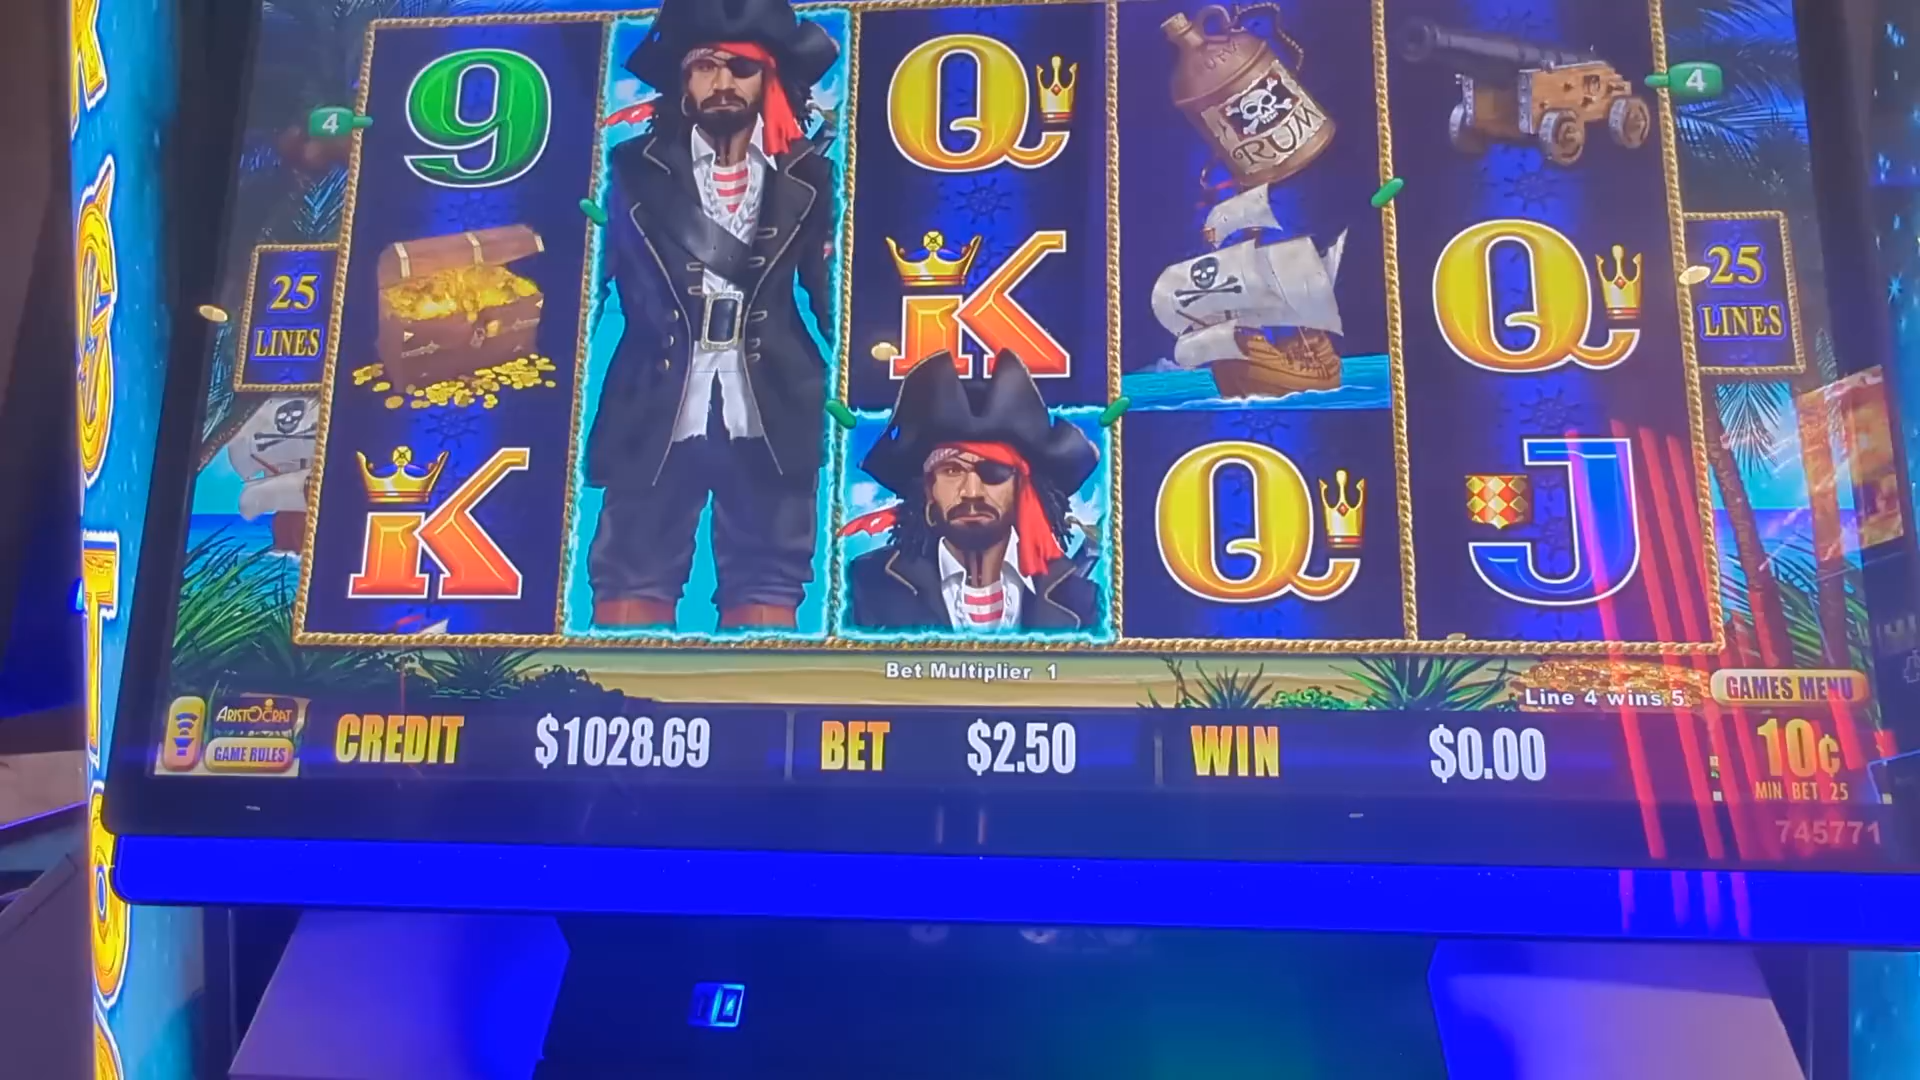 9
Q
RUM
4
4
25
LINES
K
Q
25
LINES
K
Q
J
Bet Multiplier 1
Line 4 wins 5
GAMES MENU
ARISTOCRAT
GAME RULES
CREDIT $1028.69
BET $2.50
WIN $0.00
10¢
MIN BET 25
745771